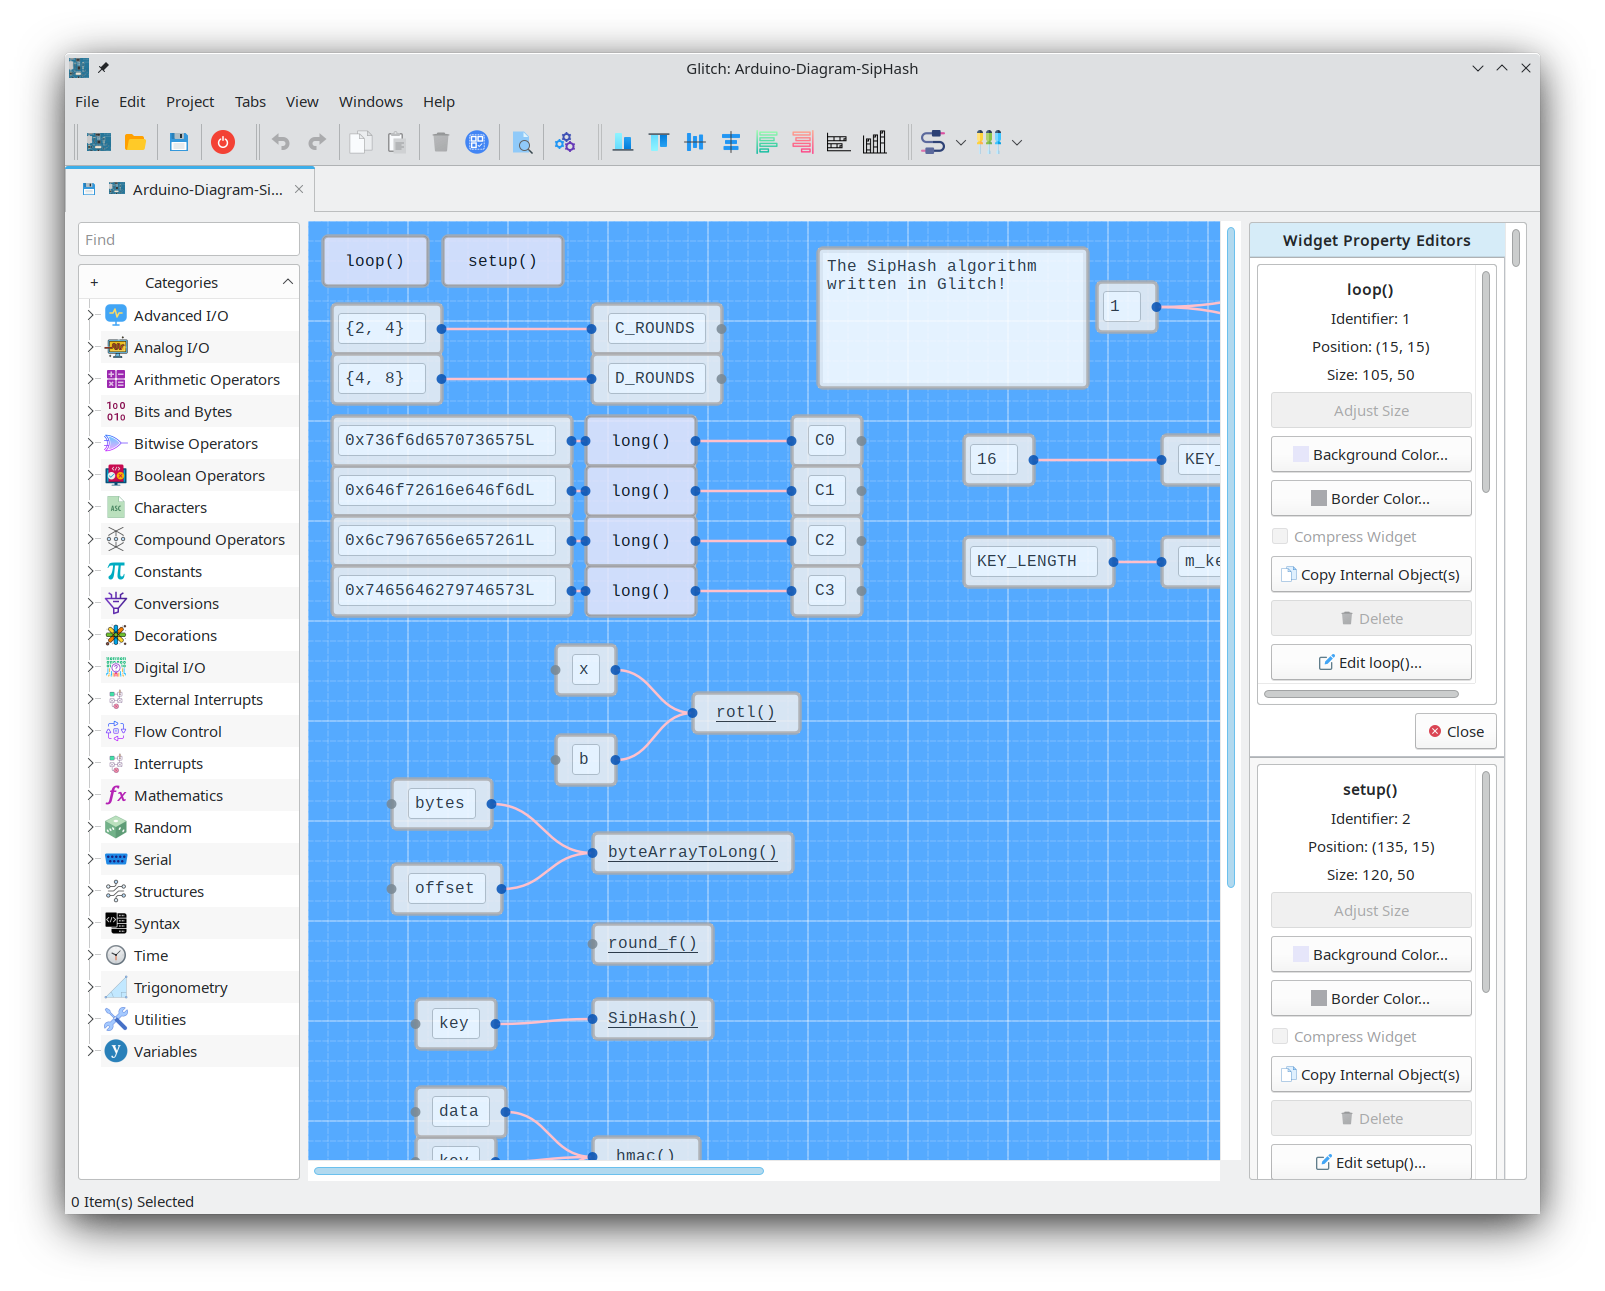 Glitch: Arduino-Diagram-SipHash
File Edit Project Tabs View Windows Help
Arduino-Diagram-Si...
Find
+ Categories
Advanced I/O
Analog I/O
Arithmetic Operators
Bits and Bytes
Bitwise Operators
Boolean Operators
Characters
Compound Operators
Constants
Conversions
Decorations
Digital I/O
External Interrupts
Flow Control
Interrupts
Mathematics
Random
Serial
Structures
Syntax
Time
Trigonometry
Utilities
Variables
loop() setup()
The SipHash algorithm
written in Glitch!
1
{2, 4} C_ROUNDS
{4, 8} D_ROUNDS
0x736f6d6570736575L long() C0
0x646f72616e646f6dL long() C1
0x6c7967656e657261L long() C2
0x7465646279746573L long() C3
16 KEY_
KEY_LENGTH m_ke
x
rotl()
b
bytes
byteArrayToLong()
offset
round_f()
key SipHash()
data
key hmac()
Widget Property Editors
loop()
Identifier: 1
Position: (15, 15)
Size: 105, 50
Adjust Size
Background Color...
Border Color...
Compress Widget
Copy Internal Object(s)
Delete
Edit loop()...
Close
setup()
Identifier: 2
Position: (135, 15)
Size: 120, 50
Adjust Size
Background Color...
Border Color...
Compress Widget
Copy Internal Object(s)
Delete
Edit setup()...
0 Item(s) Selected